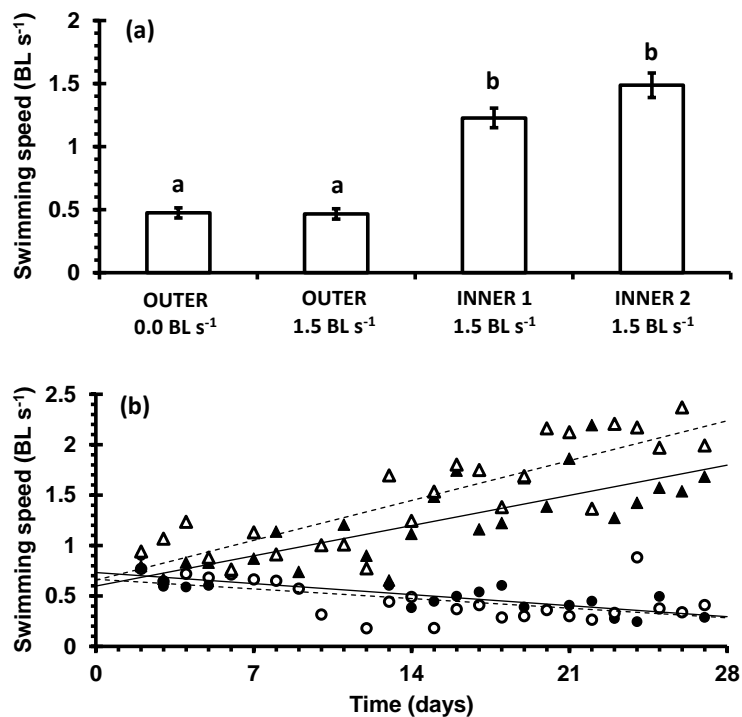 (a)
Swimming speed (BL s⁻¹)
2
1.5
1
0.5
0
a
a
b
b
OUTER
0.0 BL s⁻¹
OUTER
1.5 BL s⁻¹
INNER 1
1.5 BL s⁻¹
INNER 2
1.5 BL s⁻¹
(b)
Swimming speed (BL s⁻¹)
2.5
2
1.5
1
0.5
0
0
7
14
21
28
Time (days)